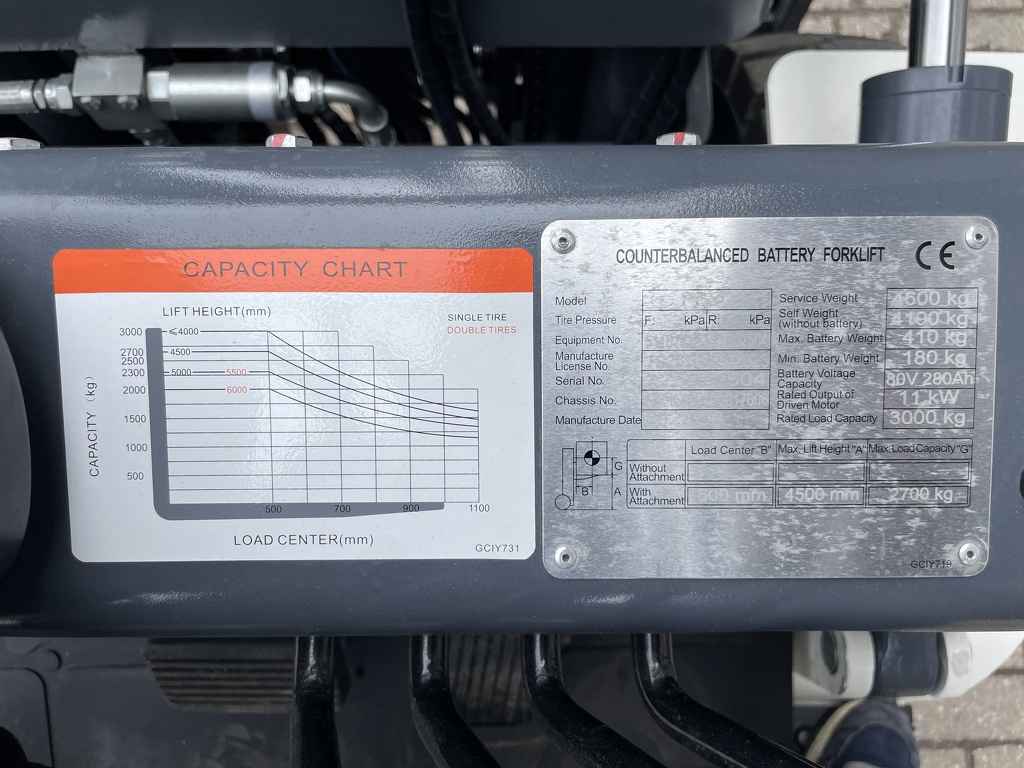 CAPACITY CHART
LIFT HEIGHT(mm)
SINGLE TIRE
DOUBLE TIRES
CAPACITY (kg)
3000 ≤4000
2700 4500
2500
2300 5000 5500
2000 6000
1500
1000
500
500 700 900 1100
LOAD CENTER(mm)
GCIY731
COUNTERBALANCED BATTERY FORKLIFT CE
Model
Service Weight 4600 kg
Tire Pressure F: kPa R: kPa
Self Weight (without battery) 4190 kg
Equipment No.
Max. Battery Weight 410 kg
Manufacture License No.
Min. Battery Weight 180 kg
Serial No.
Battery Voltage Capacity 80V 280Ah
Chassis No.
Rated Output of Driven Motor 11 kW
Manufacture Date
Rated Load Capacity 3000 kg
Load Center "B" Max. Lift Height "A" Max. Load Capacity "G"
Without Attachment
With Attachment 500 mm 4500 mm 2700 kg
G
A
"B"